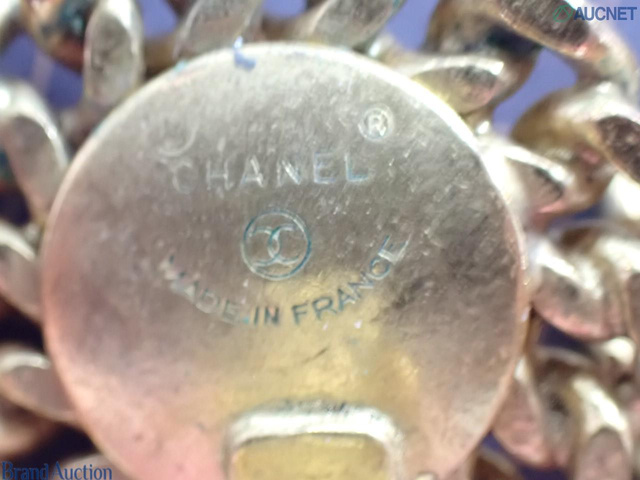 AUCNET
®
CHANEL
MADE IN FRANCE
Brand Auction